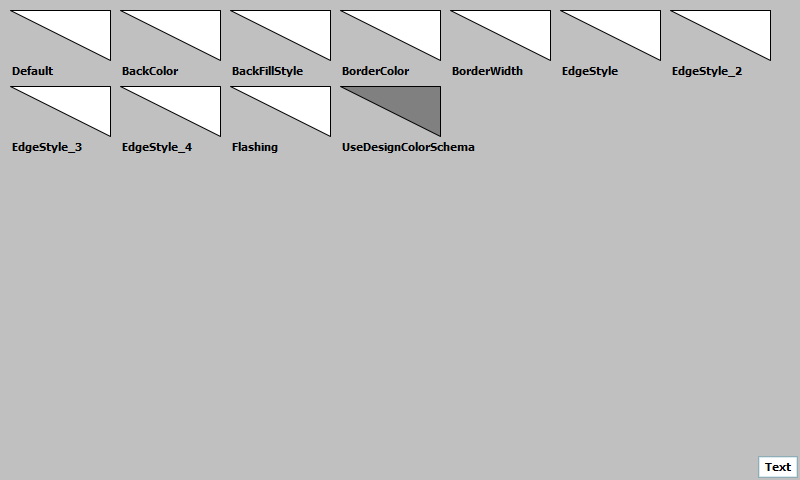 Default BackColor BackFillStyle BorderColor BorderWidth EdgeStyle EdgeStyle_2
EdgeStyle_3 EdgeStyle_4 Flashing UseDesignColorSchema
Text